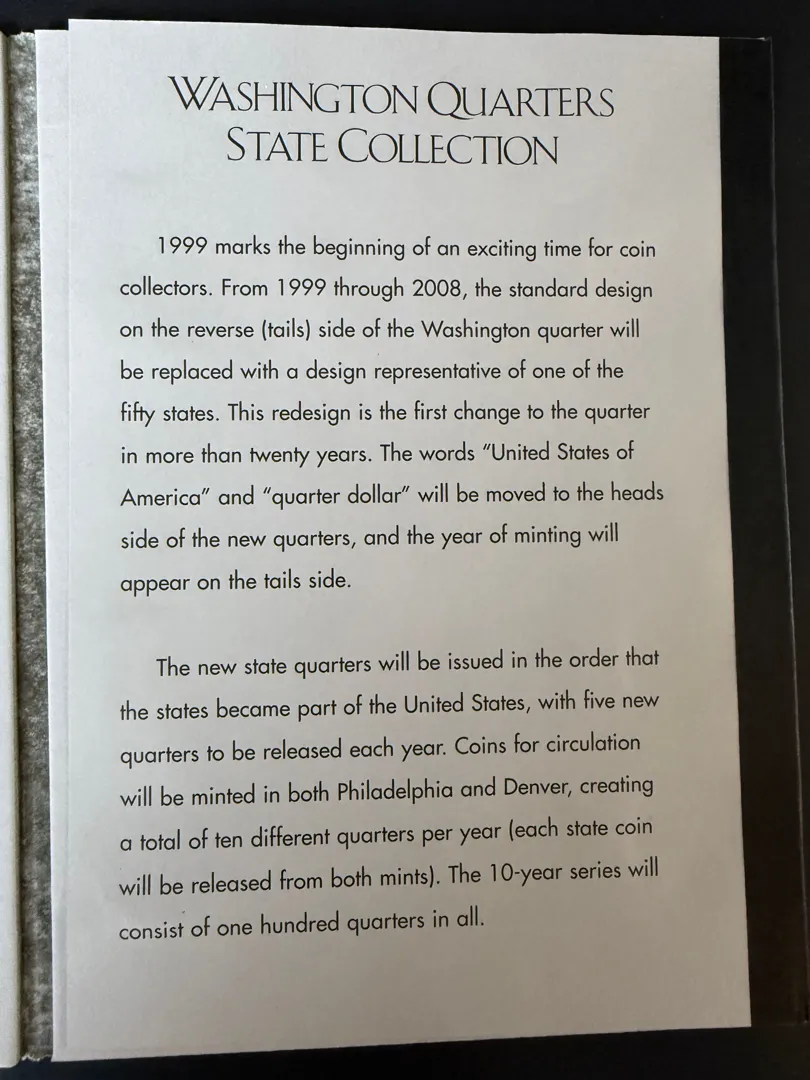 WASHINGTON QUARTERS
STATE COLLECTION
1999 marks the beginning of an exciting time for coin
collectors. From 1999 through 2008, the standard design
on the reverse (tails) side of the Washington quarter will
be replaced with a design representative of one of the
fifty states. This redesign is the first change to the quarter
in more than twenty years. The words “United States of
America” and “quarter dollar” will be moved to the heads
side of the new quarters, and the year of minting will
appear on the tails side.
The new state quarters will be issued in the order that
the states became part of the United States, with five new
quarters to be released each year. Coins for circulation
will be minted in both Philadelphia and Denver, creating
a total of ten different quarters per year (each state coin
will be released from both mints). The 10-year series will
consist of one hundred quarters in all.